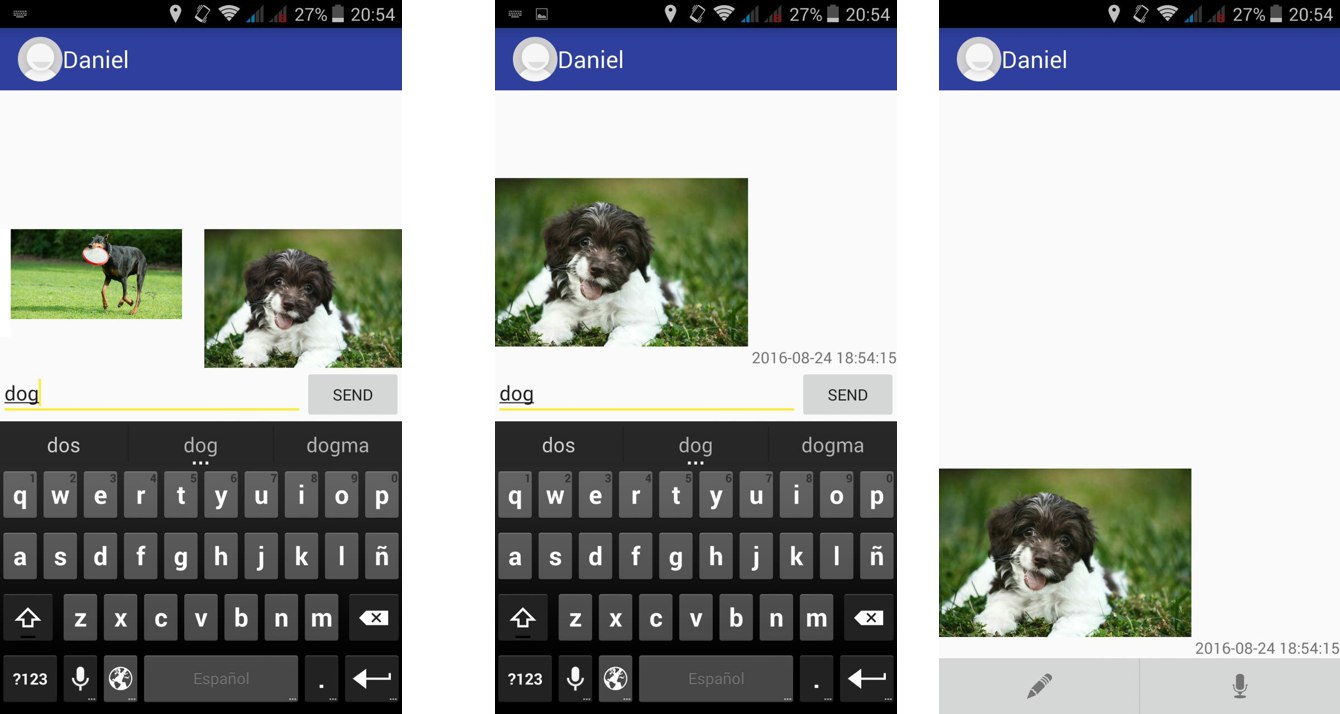 27% 20:54
Daniel
dog SEND
dos dog dogma
1 2 3 4 5 6 7 8 9 0
q w e r t y u i o p
a s d f g h j k l ñ
z x c v b n m
?123 Español .
27% 20:54
Daniel
2016-08-24 18:54:15
dog SEND
dos dog dogma
1 2 3 4 5 6 7 8 9 0
q w e r t y u i o p
a s d f g h j k l ñ
z x c v b n m
?123 Español .
27% 20:54
Daniel
2016-08-24 18:54:15